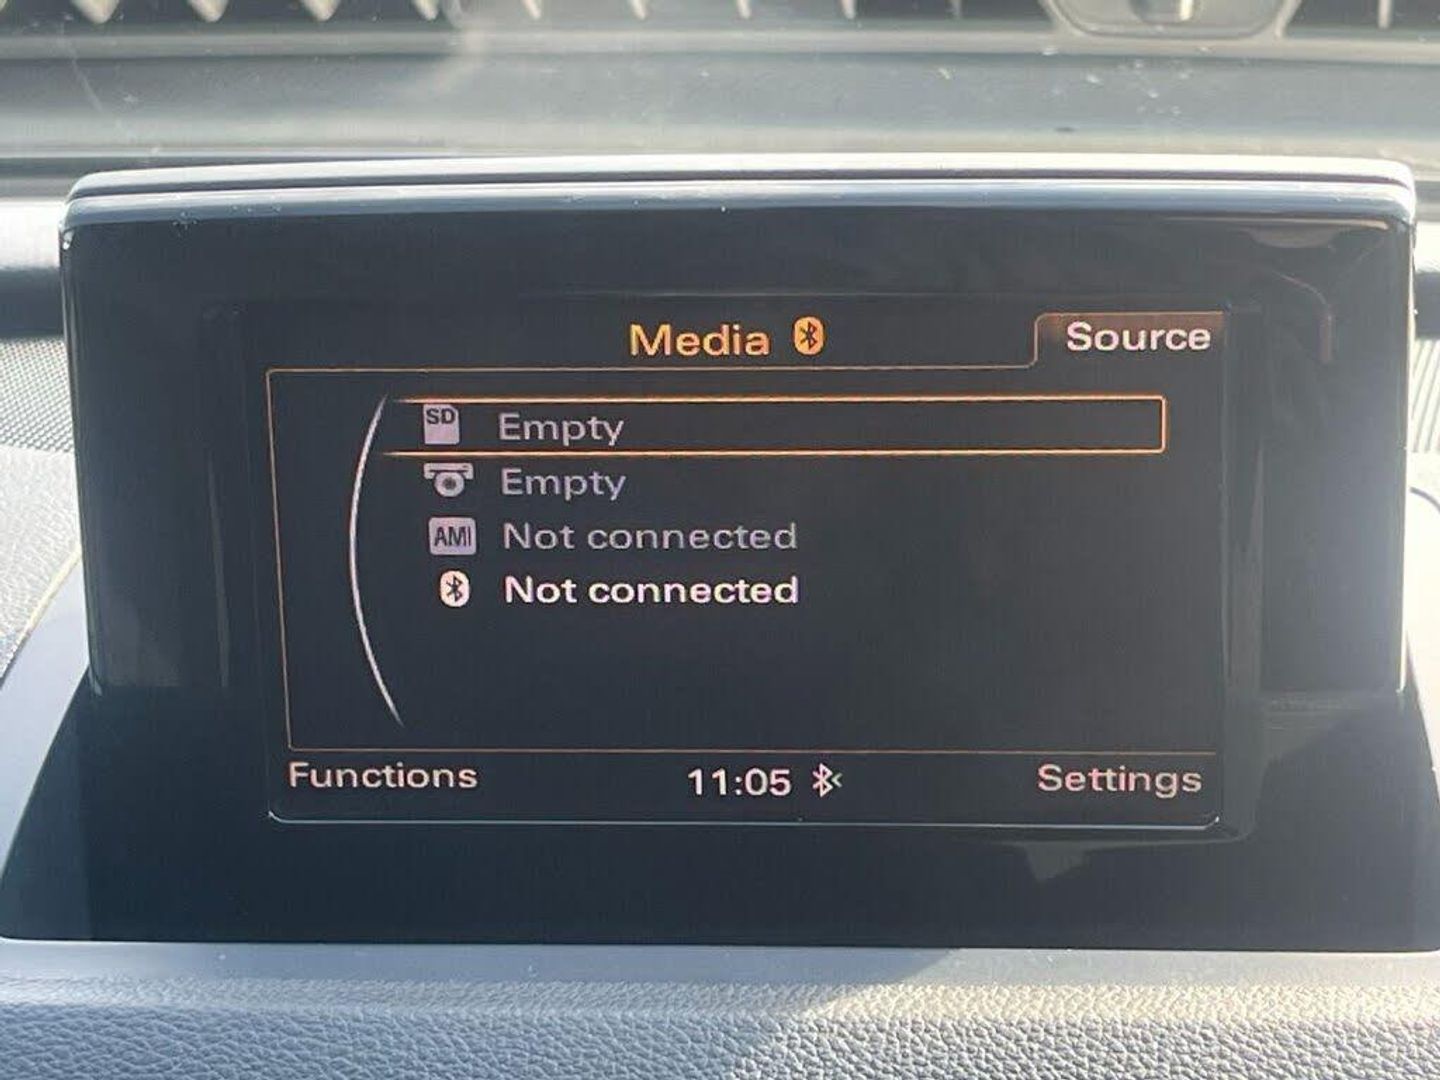 Media
Source
SD Empty
Empty
AMI Not connected
Not connected
Functions 11:05 Settings